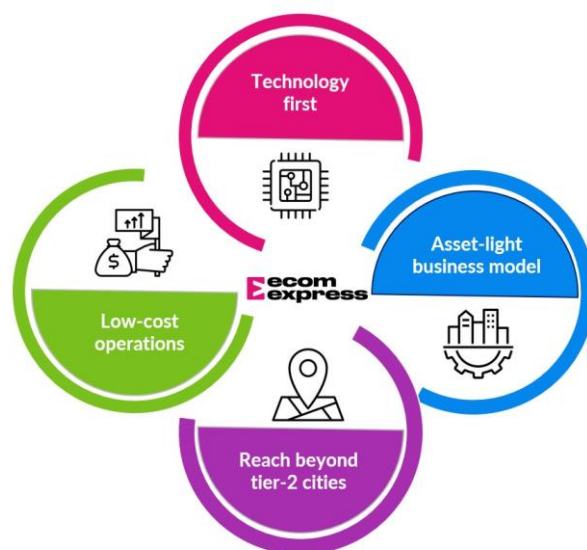 Technology
first
Asset-light
business model
ecom
express
Low-cost
operations
Reach beyond
tier-2 cities
$